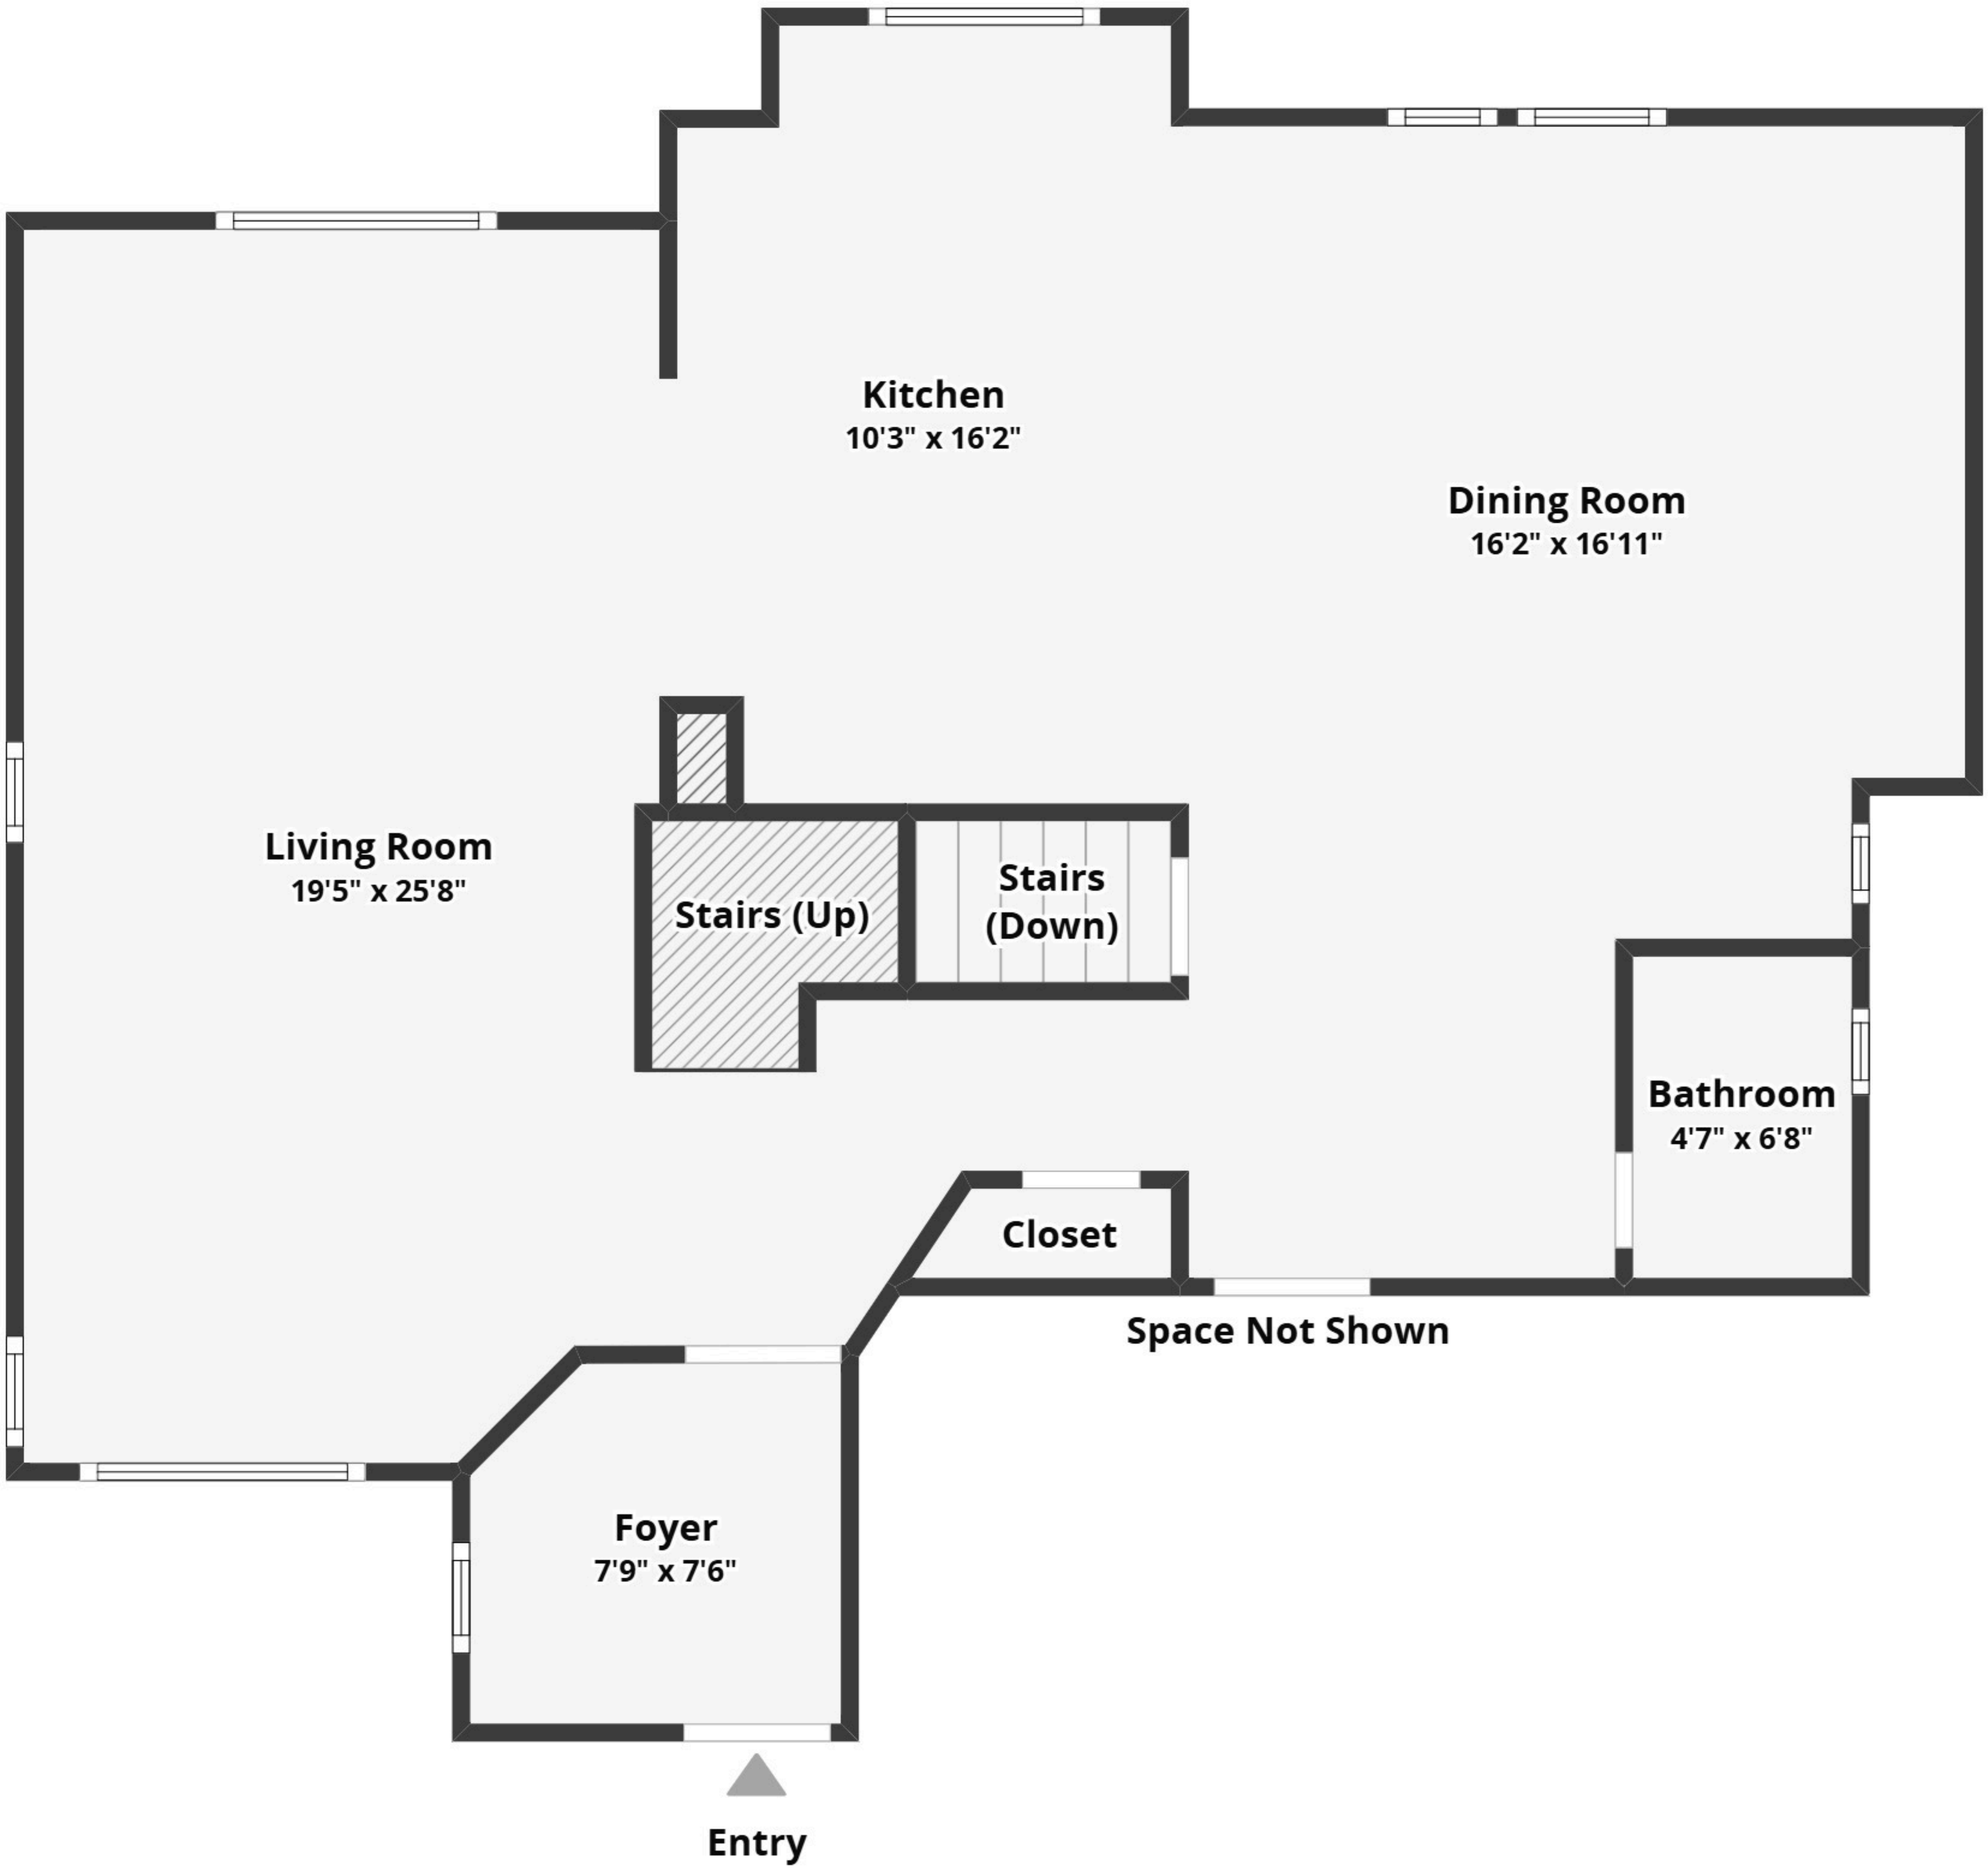 Kitchen
10'3" x 16'2"
Dining Room
16'2" x 16'11"
Living Room
19'5" x 25'8"
Stairs (Up)
Stairs
(Down)
Bathroom
4'7" x 6'8"
Closet
Space Not Shown
Foyer
7'9" x 7'6"
Entry